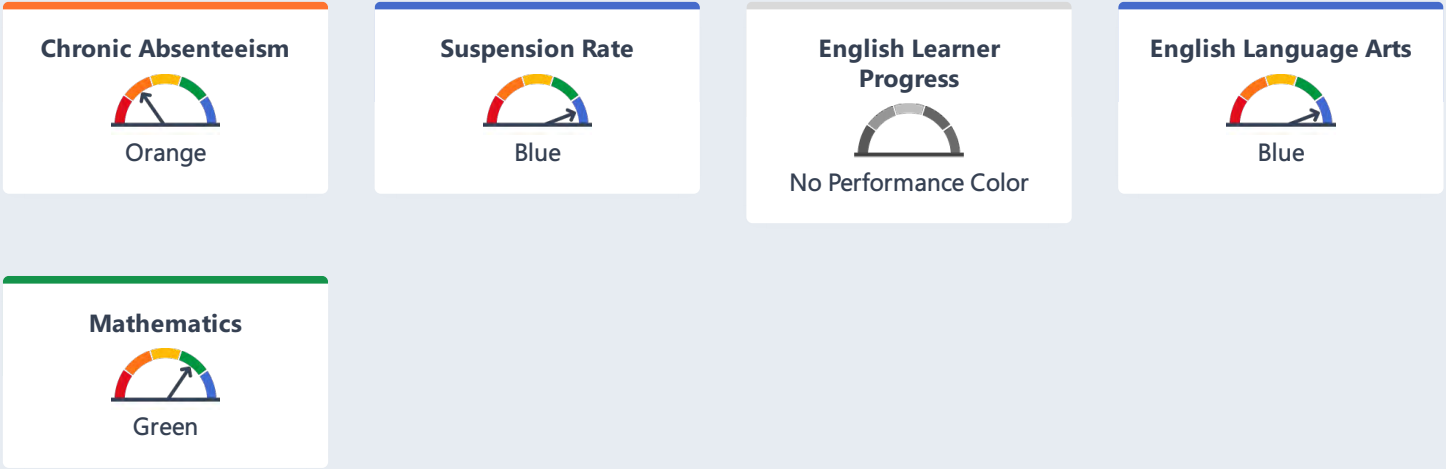 Chronic Absenteeism
Orange
Suspension Rate
Blue
English Learner
Progress
No Performance Color
English Language Arts
Blue
Mathematics
Green